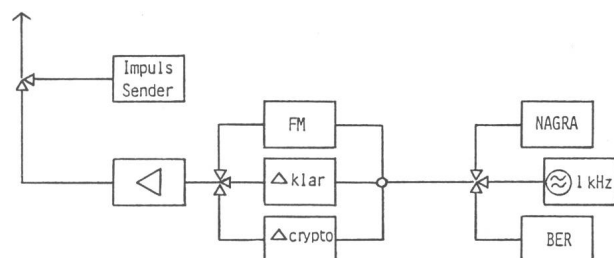 Impuls
Sender
FM
NAGRA
Δ klar
1 kHz
Δ crypto
BER